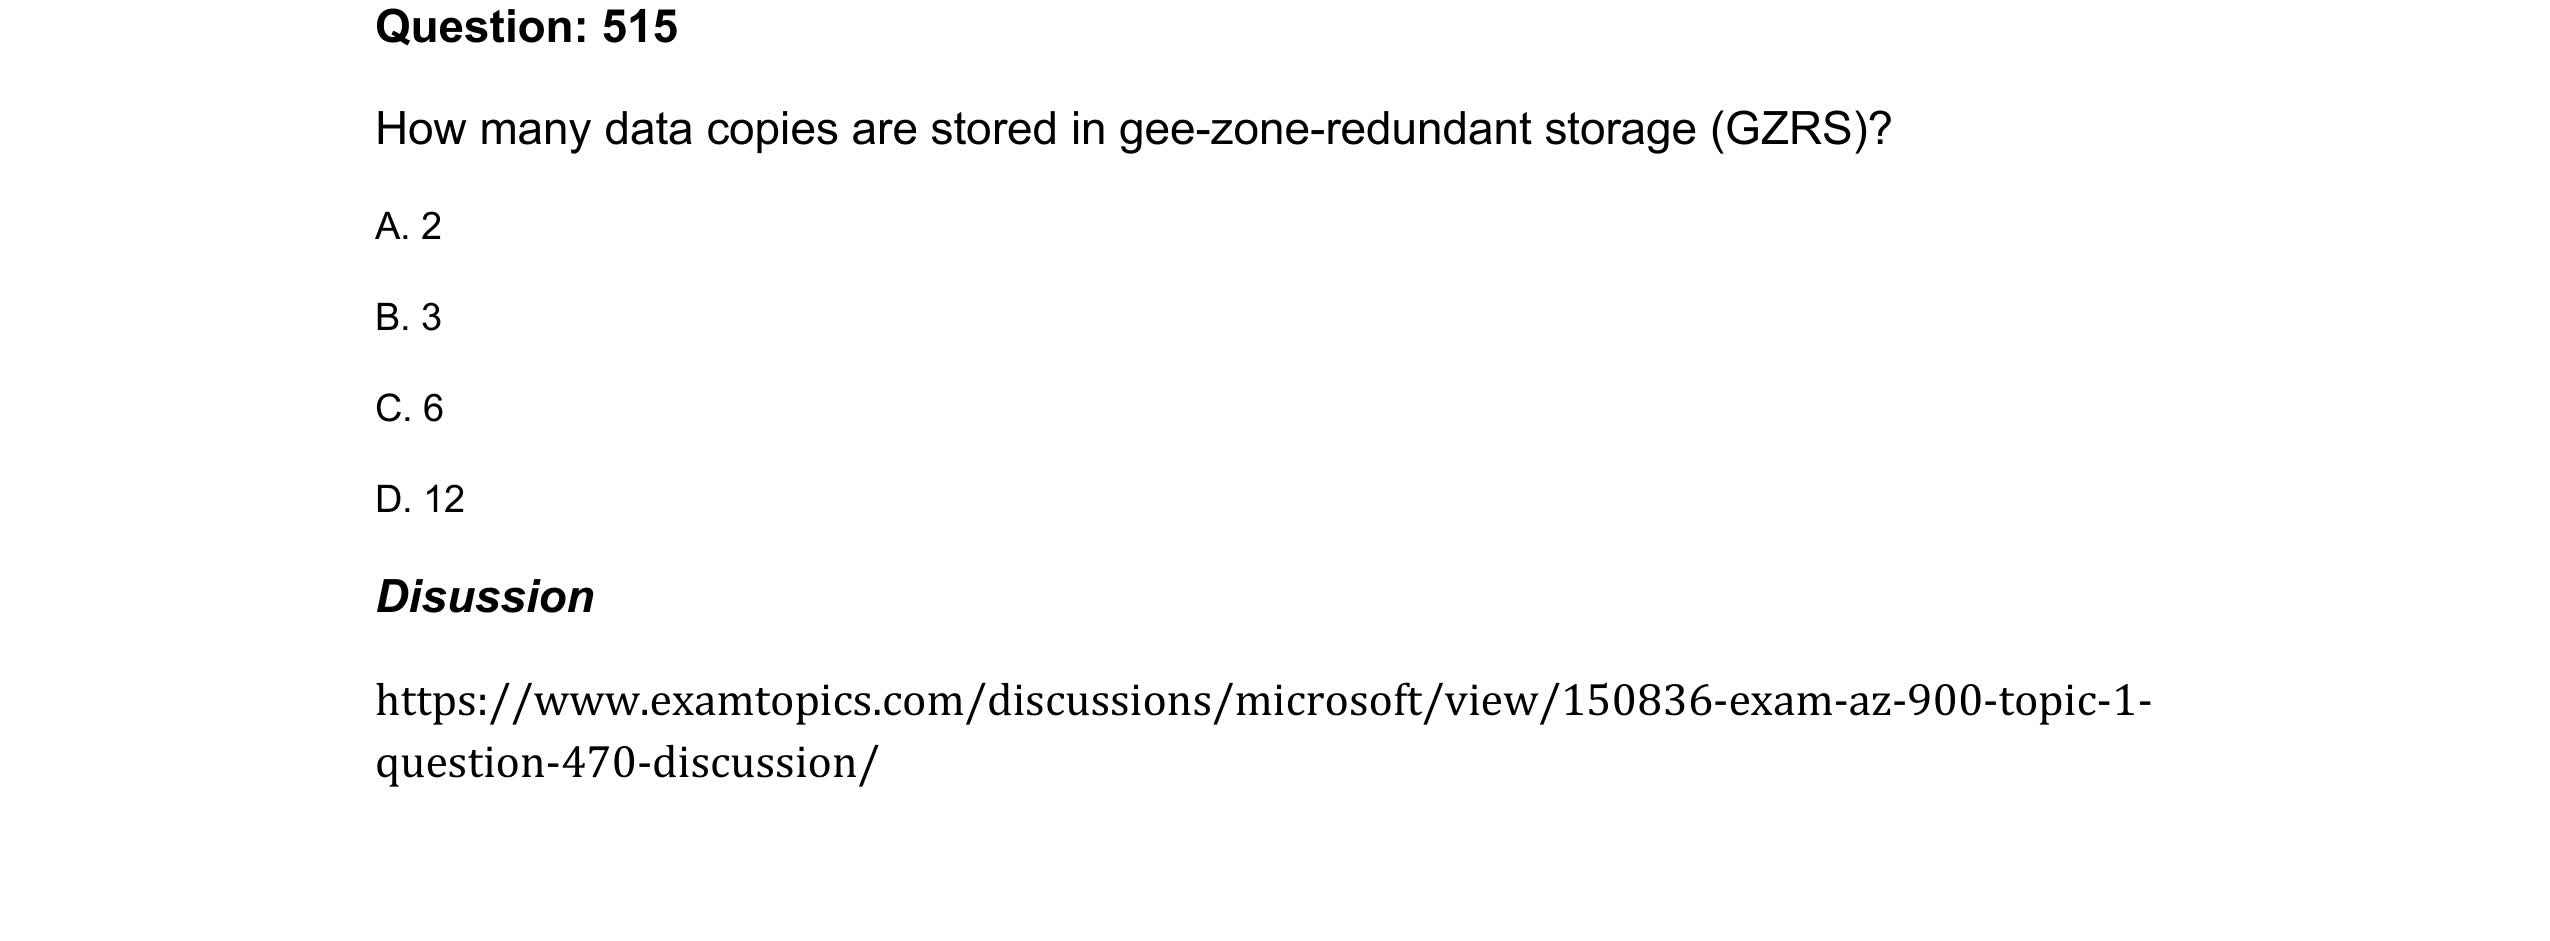 Question: 515
How many data copies are stored in gee-zone-redundant storage (GZRS)?
A. 2
B. 3
C. 6
D. 12
Disussion
https://www.examtopics.com/discussions/microsoft/view/150836-exam-az-900-topic-1-
question-470-discussion/